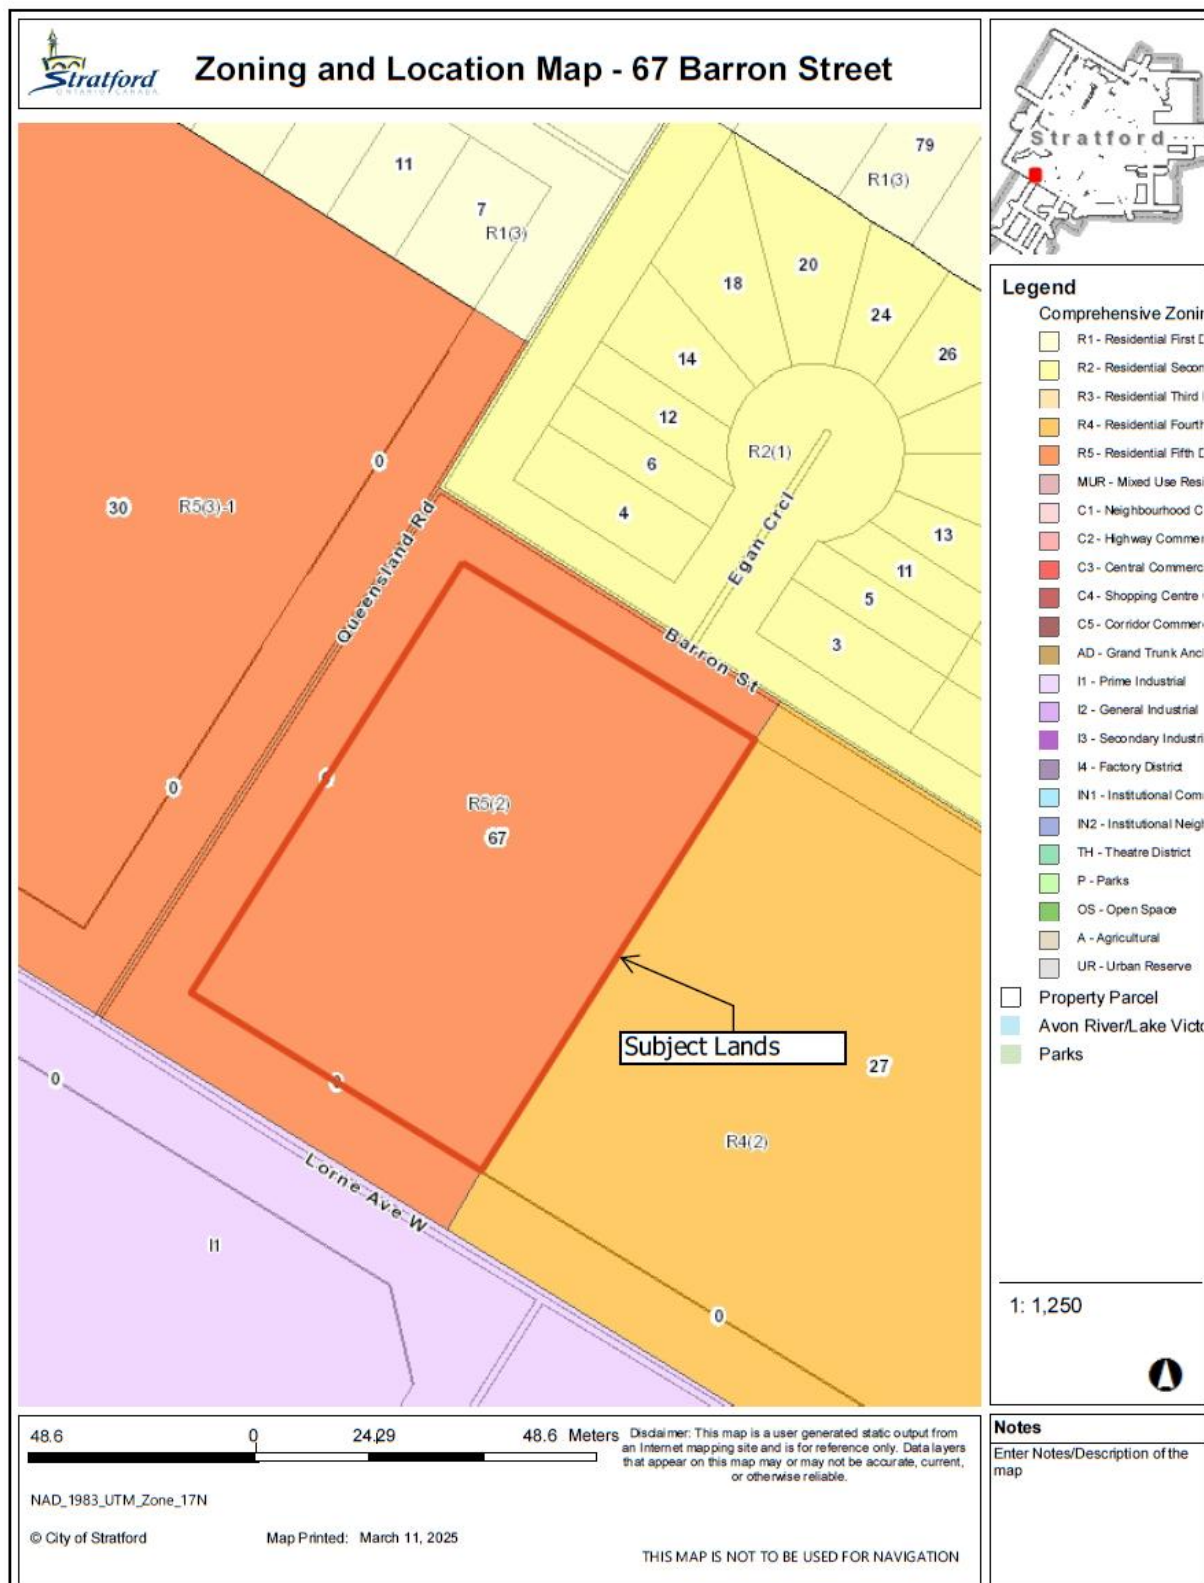 Stratford
ONTARIO CANADA
Zoning and Location Map - 67 Barron Street
Stratford
11
7
R1(3)
79
R1(3)
18
20
24
26
14
12
6
4
R2(1)
Egan Crcl
13
11
5
3
30
R5(3)-1
0
Queensland Rd
Barron St
0
0
R5(2)
67
Subject Lands
27
R4(2)
0
0
Lorne Ave W
I1
0
Legend
Comprehensive Zonin
R1 - Residential First D
R2 - Residential Secon
R3 - Residential Third
R4 - Residential Fourth
R5 - Residential Fifth D
MUR - Mixed Use Resi
C1 - Neighbourhood C
C2 - Highway Commer
C3 - Central Commerc
C4 - Shopping Centre
C5 - Corridor Commer
AD - Grand Trunk Anc
I1 - Prime Industrial
I2 - General Industrial
I3 - Secondary Industri
I4 - Factory District
IN1 - Institutional Com
IN2 - Institutional Neigh
TH - Theatre District
P - Parks
OS - Open Space
A - Agricultural
UR - Urban Reserve
Property Parcel
Avon River/Lake Victo
Parks
1: 1,250
48.6 0 24.29 48.6 Meters
Disclaimer: This map is a user generated static output from
an Internet mapping site and is for reference only. Data layers
that appear on this map may or may not be accurate, current,
or otherwise reliable.
NAD_1983_UTM_Zone_17N
© City of Stratford
Map Printed: March 11, 2025
THIS MAP IS NOT TO BE USED FOR NAVIGATION
Notes
Enter Notes/Description of the
map